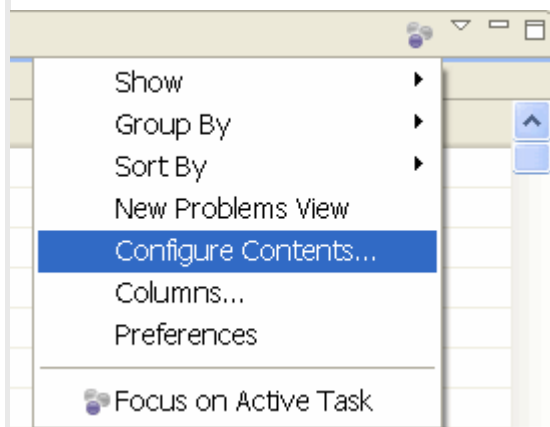 Show
Group By
Sort By
New Problems View
Configure Contents...
Columns...
Preferences
Focus on Active Task